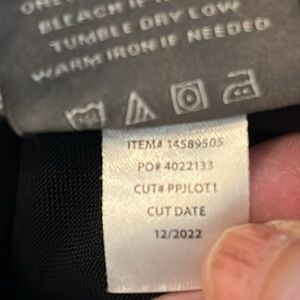 ONLY
BLEACH IF
TUMBLE DRY LOW
WARM IRON IF NEEDED
ITEM# 14589505
PO# 4022133
CUT# PPJLOT1
CUT DATE
12/2022